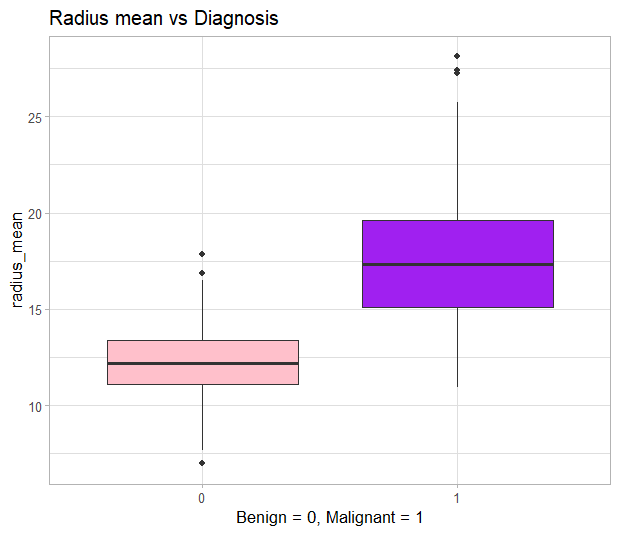 Radius mean vs Diagnosis
25
20
15
10
radius_mean
0 1
Benign = 0, Malignant = 1